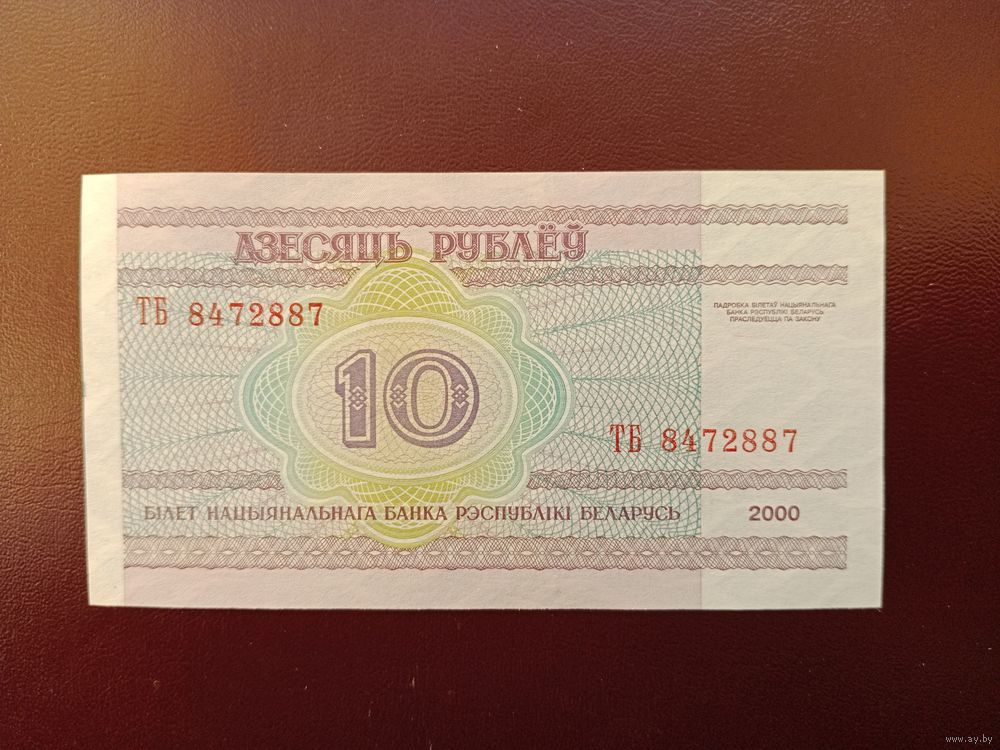 ДЗЕСЯЦЬ РУБЛЁЎ
ТБ 8472887
ПАДРОБКА БІЛЕТАЎ НАЦЫЯНАЛЬНАГА
БАНКА РЭСПУБЛІКІ БЕЛАРУСЬ
ПРАСЛЕДУЕЦЦА ПА ЗАКОНУ
10
ТБ 8472887
БІЛЕТ НАЦЫЯНАЛЬНАГА БАНКА РЭСПУБЛІКІ БЕЛАРУСЬ 2000
www.ay.by